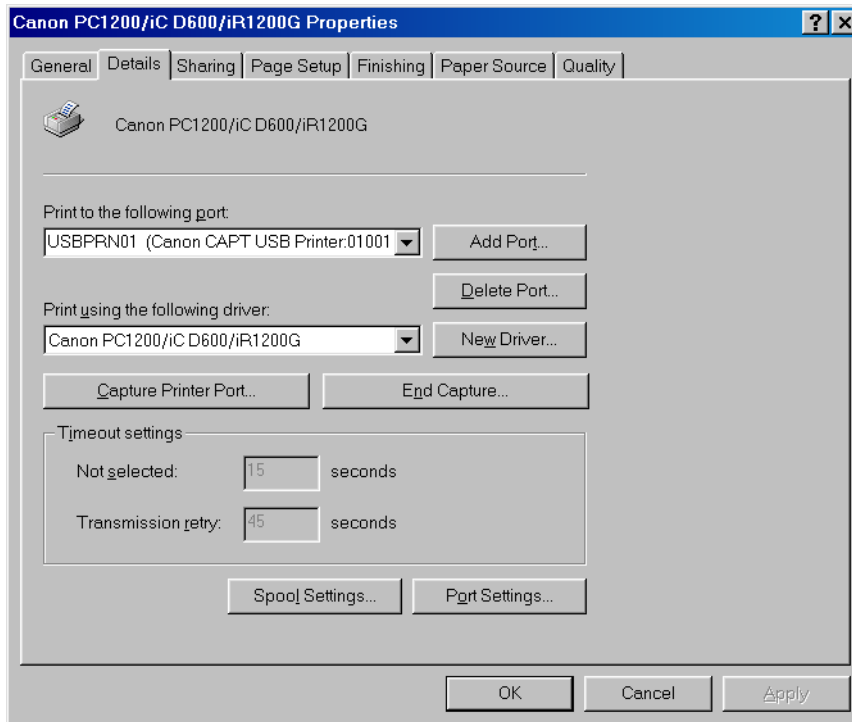 Canon PC1200/iC D600/iR1200G Properties
General Details Sharing Page Setup Finishing Paper Source Quality
Canon PC1200/iC D600/iR1200G
Print to the following port:
USBPRN01 (Canon CAPT USB Printer:01001 Add Port...
Delete Port...
Print using the following driver:
Canon PC1200/iC D600/iR1200G New Driver...
Capture Printer Port... End Capture...
Timeout settings
Not selected: 15 seconds
Transmission retry: 45 seconds
Spool Settings... Port Settings...
OK Cancel Apply